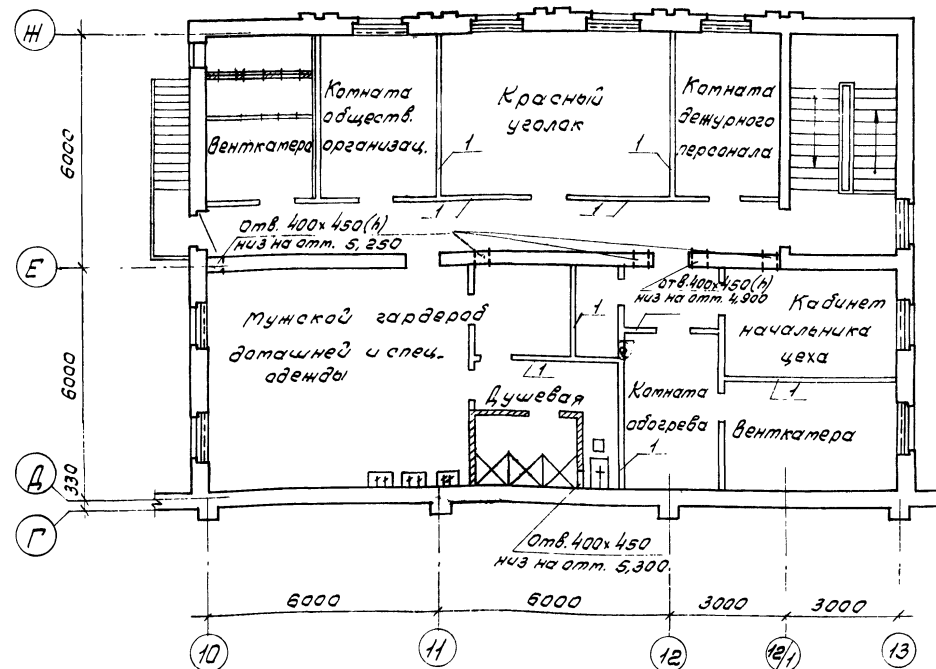 Ж
6000
Е
6000
Д
330
Г
Венткамера
Комната
обществ.
организац.
Красный
уголок
Комната
дежурного
персонала
1
1
1
1
Отв. 400х450(h)
низ на отм. 5,250
отв.400х450(h)
низ на отм. 4,900
Мужской гардероб
домашней и спец-
одежды
1
Кабинет
начальника
цеха
1
1
Душевая
Комната
обогрева
1
Венткамера
Отв. 400х450
низ на отм. 5,300.
6000
6000
3000
3000
10
11
12
12/1
13